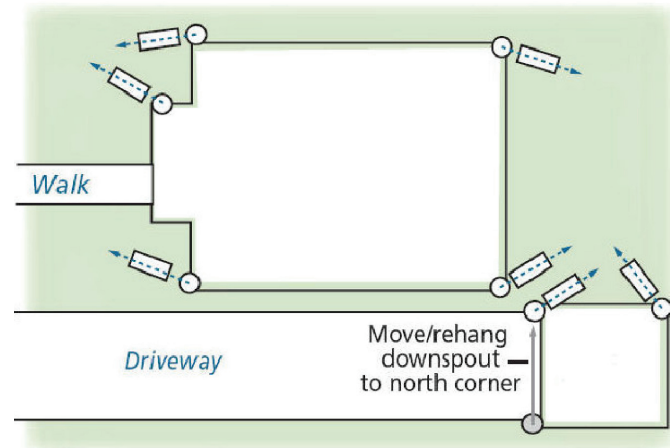 Walk
Driveway
Move/rehang
downspout
to north corner